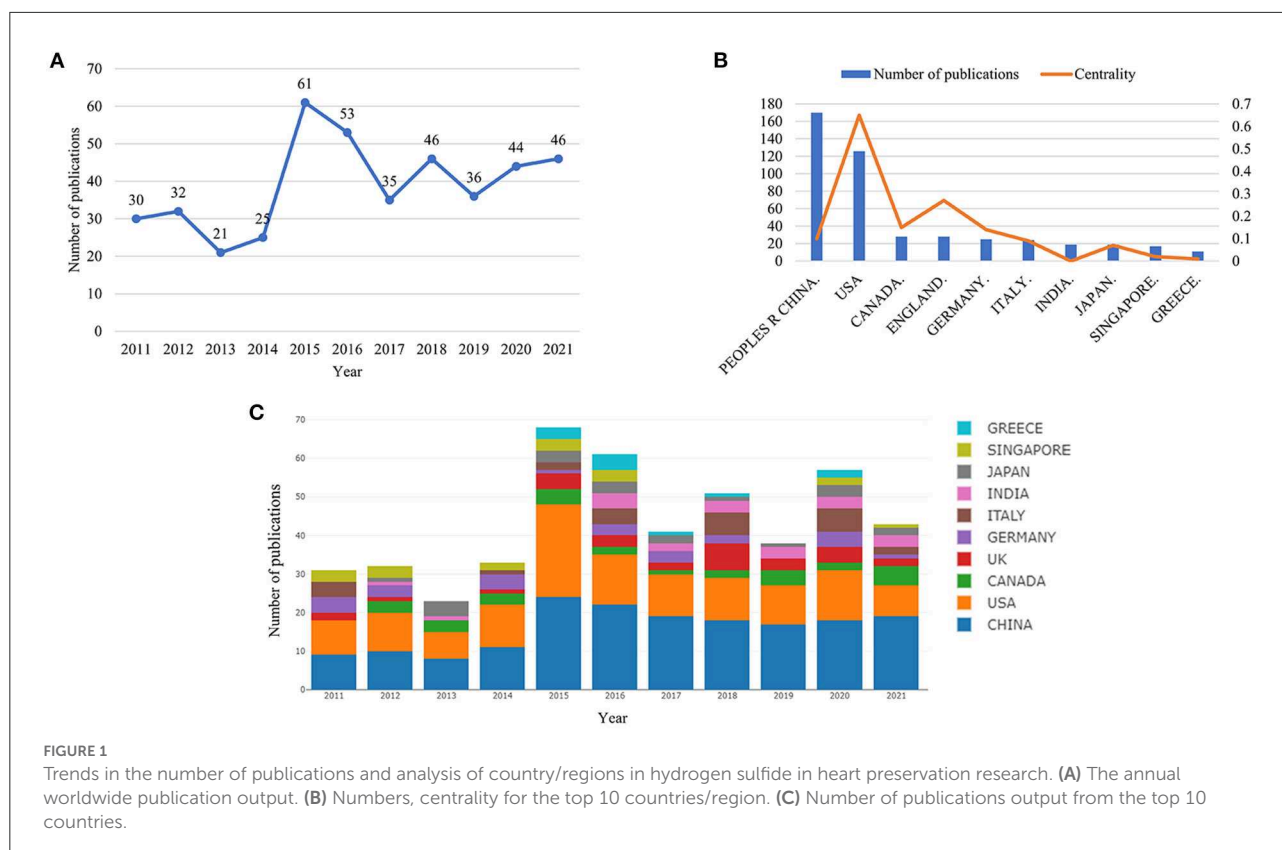 A
70
60
50
40
30
20
10
0
Number of publications
30
32
21
25
61
53
35
46
36
44
46
2011 2012 2013 2014 2015 2016 2017 2018 2019 2020 2021
Year
B
Number of publications Centrality
180
160
140
120
100
80
60
40
20
0
0.7
0.6
0.5
0.4
0.3
0.2
0.1
0
PEOPLES R CHINA.
USA
CANADA.
ENGLAND.
GERMANY.
ITALY.
INDIA.
JAPAN.
SINGAPORE.
GREECE.
C
70
60
50
40
30
20
10
0
Number of publications
2011 2012 2013 2014 2015 2016 2017 2018 2019 2020 2021
Year
GREECE
SINGAPORE
JAPAN
INDIA
ITALY
GERMANY
UK
CANADA
USA
CHINA
FIGURE 1
Trends in the number of publications and analysis of country/regions in hydrogen sulfide in heart preservation research. (A) The annual
worldwide publication output. (B) Numbers, centrality for the top 10 countries/region. (C) Number of publications output from the top 10
countries.